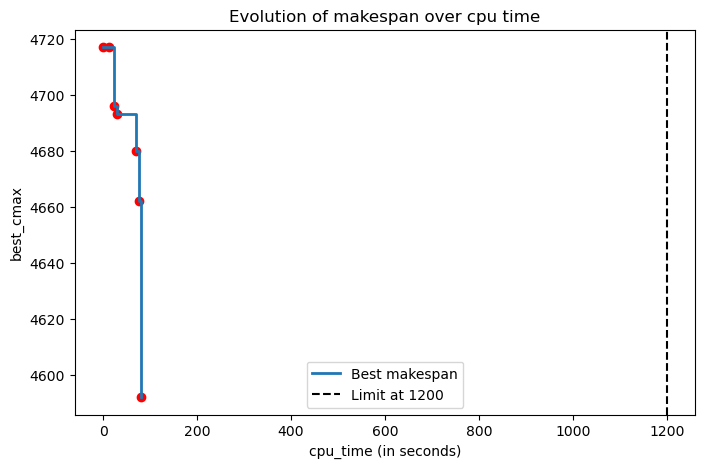 Evolution of makespan over cpu time
best_cmax
4720
4700
4680
4660
4640
4620
4600
Best makespan
Limit at 1200
0
200
400
600
800
1000
1200
cpu_time (in seconds)